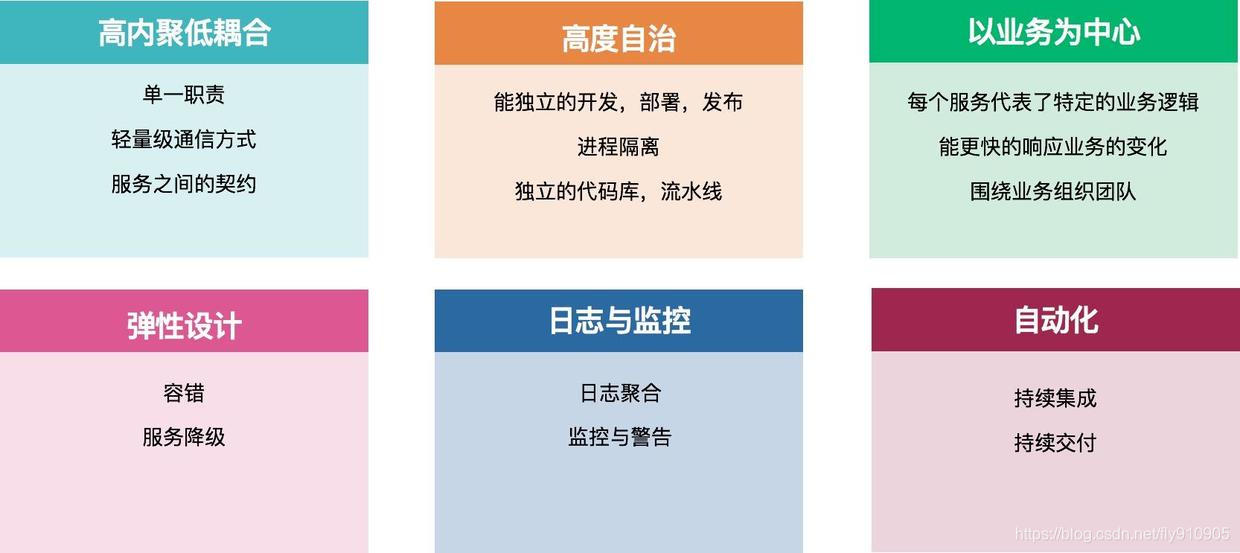 高内聚低耦合
单一职责
轻量级通信方式
服务之间的契约
高度自治
能独立的开发，部署，发布
进程隔离
独立的代码库，流水线
以业务为中心
每个服务代表了特定的业务逻辑
能更快的响应业务的变化
围绕业务组织团队
弹性设计
容错
服务降级
日志与监控
日志聚合
监控与警告
自动化
持续集成
持续交付
https://blog.csdn.net/fly910905